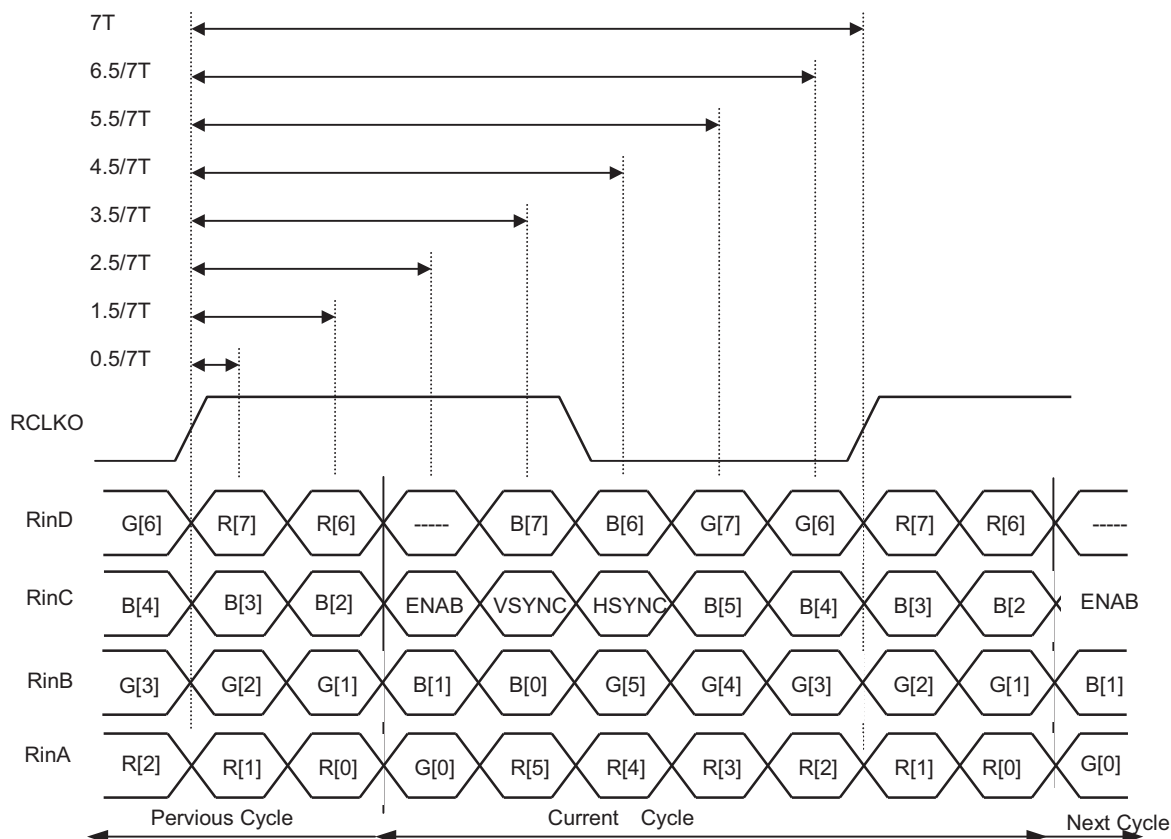 7T
6.5/7T
5.5/7T
4.5/7T
3.5/7T
2.5/7T
1.5/7T
0.5/7T
RCLKO
RinD G[6] R[7] R[6] ----- B[7] B[6] G[7] G[6] R[7] R[6] -----
RinC B[4] B[3] B[2] ENAB VSYNC HSYNC B[5] B[4] B[3] B[2 ENAB
RinB G[3] G[2] G[1] B[1] B[0] G[5] G[4] G[3] G[2] G[1] B[1]
RinA R[2] R[1] R[0] G[0] R[5] R[4] R[3] R[2] R[1] R[0] G[0]
Pervious Cycle Current Cycle Next Cycle